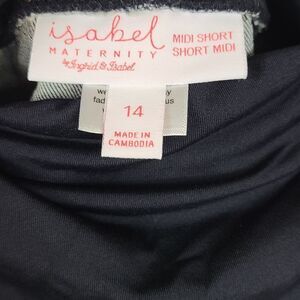 isabel
MATERNITY
by Ingrid & Isabel
MIDI SHORT
SHORT MIDI
14
MADE IN
CAMBODIA